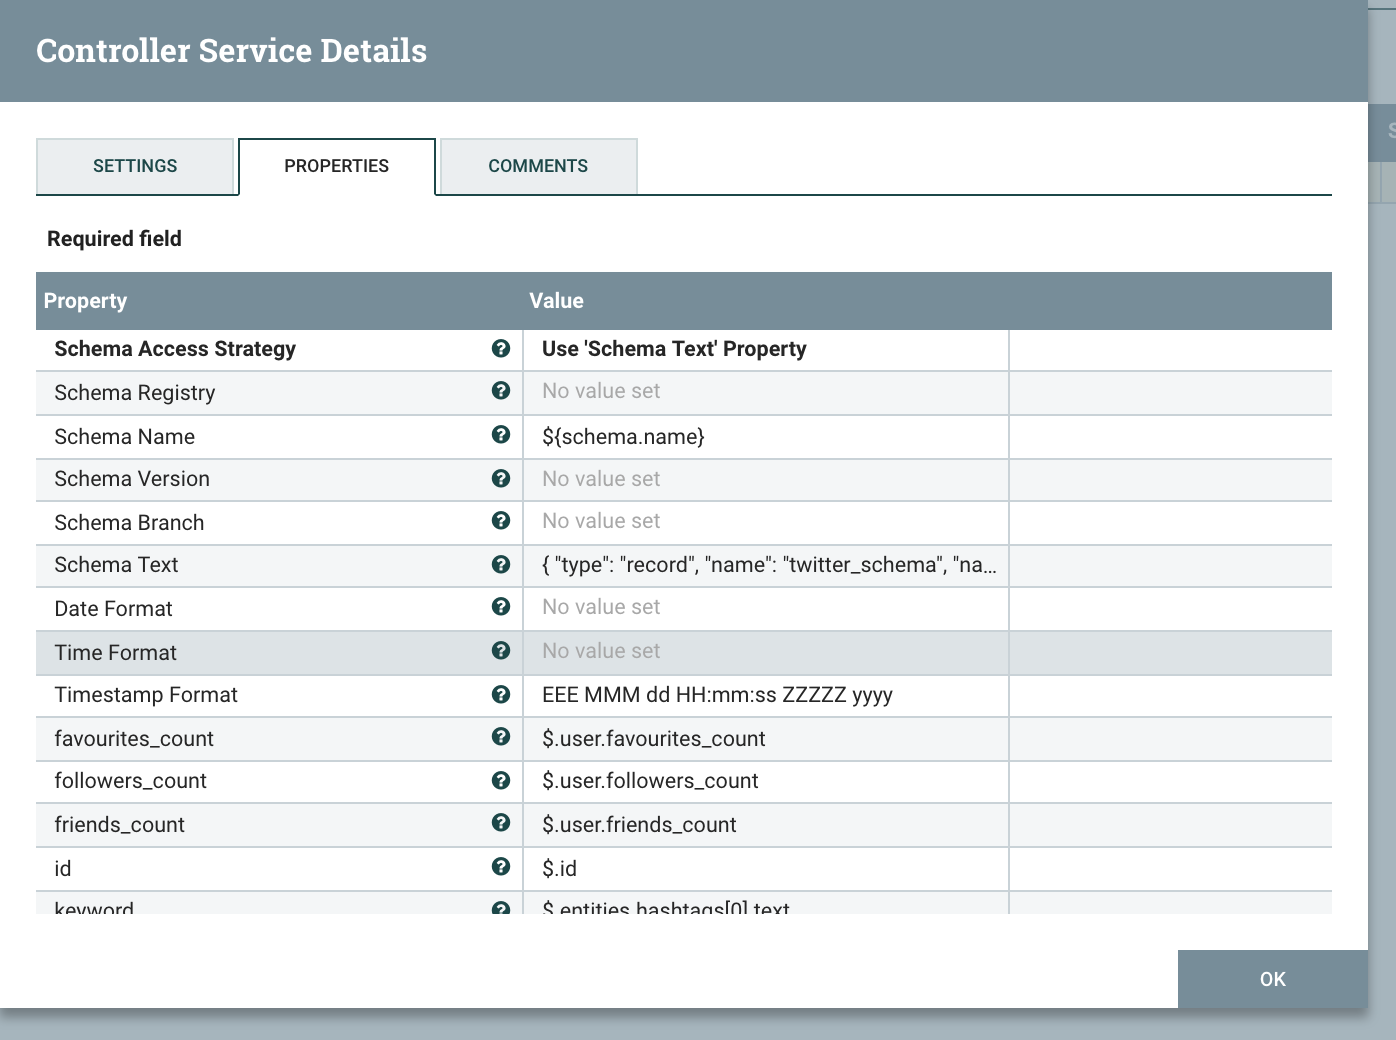 Controller Service Details
SETTINGS PROPERTIES COMMENTS
Required field
Property Value
Schema Access Strategy ? Use 'Schema Text' Property
Schema Registry ? No value set
Schema Name ? ${schema.name}
Schema Version ? No value set
Schema Branch ? No value set
Schema Text ? { "type": "record", "name": "twitter_schema", "na...
Date Format ? No value set
Time Format ? No value set
Timestamp Format ? EEE MMM dd HH:mm:ss ZZZZZ yyyy
favourites_count ? $.user.favourites_count
followers_count ? $.user.followers_count
friends_count ? $.user.friends_count
id ? $.id
keyword ? $.entities.hashtags[0].text
OK